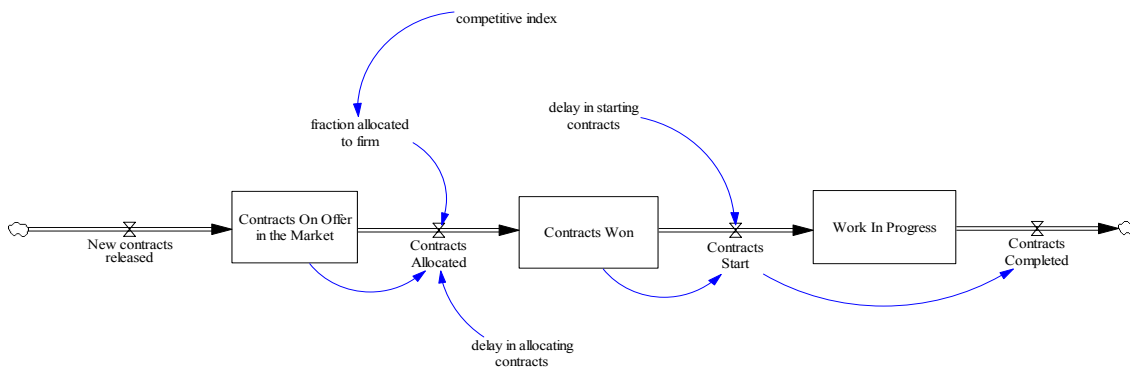 competitive index
fraction allocated
to firm
delay in starting
contracts
Contracts On Offer
in the Market
Contracts Won
Work In Progress
New contracts
released
Contracts
Allocated
Contracts
Start
Contracts
Completed
delay in allocating
contracts